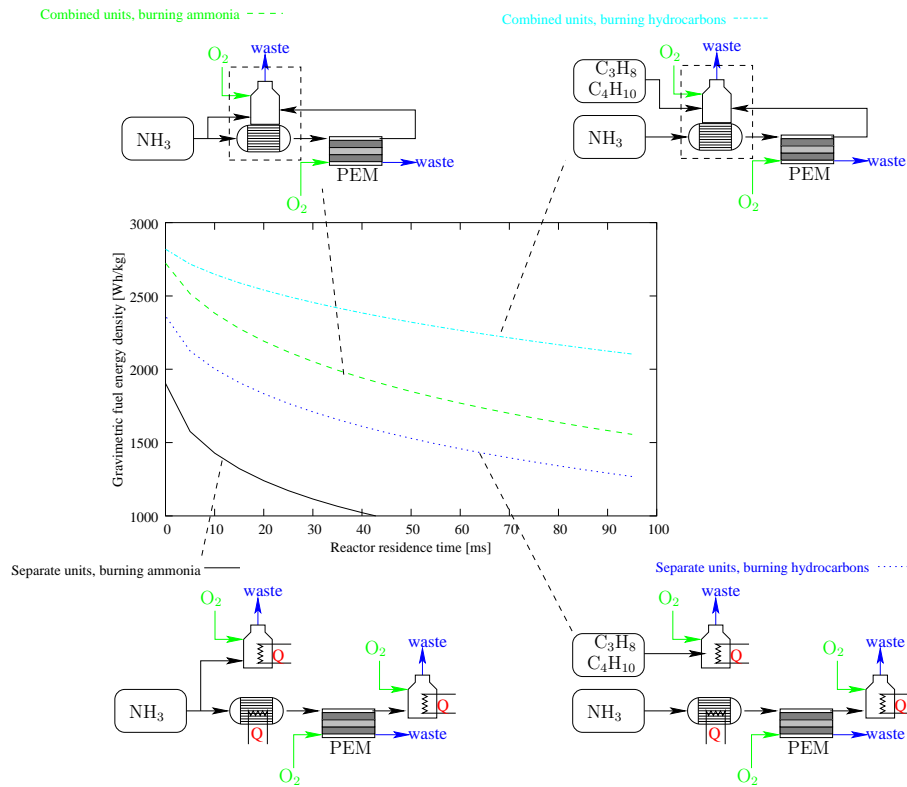 Combined units, burning ammonia
Combined units, burning hydrocarbons
waste
O2
NH3
PEM
waste
O2
waste
C3H8
C4H10
O2
NH3
PEM
waste
O2
Gravimetric fuel energy density [Wh/kg]
3000
2500
2000
1500
1000
0 10 20 30 40 50 60 70 80 90 100
Reactor residence time [ms]
Separate units, burning ammonia
Separate units, burning hydrocarbons
waste
O2
Q
O2
waste
Q
NH3
Q
PEM
waste
O2
waste
O2
C3H8
C4H10
Q
O2
waste
Q
NH3
Q
PEM
waste
O2